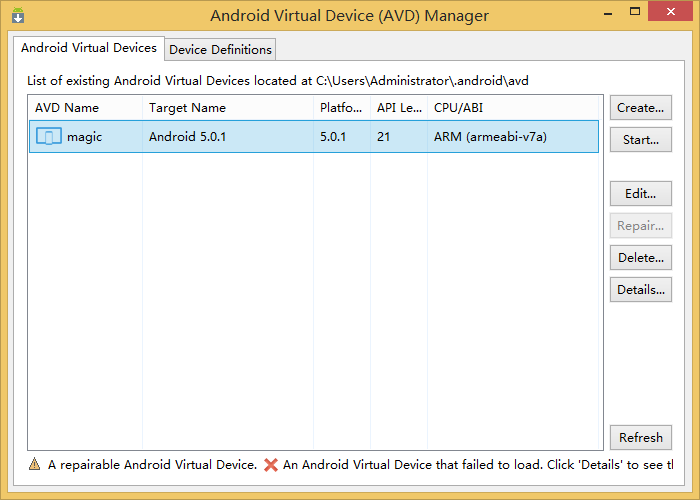 Android Virtual Device (AVD) Manager
Android Virtual Devices Device Definitions
List of existing Android Virtual Devices located at C:\Users\Administrator\.android\avd
AVD Name Target Name Platfo... API Le... CPU/ABI
magic Android 5.0.1 5.0.1 21 ARM (armeabi-v7a)
Create...
Start...
Edit...
Repair...
Delete...
Details...
Refresh
A repairable Android Virtual Device. An Android Virtual Device that failed to load. Click 'Details' to see tl